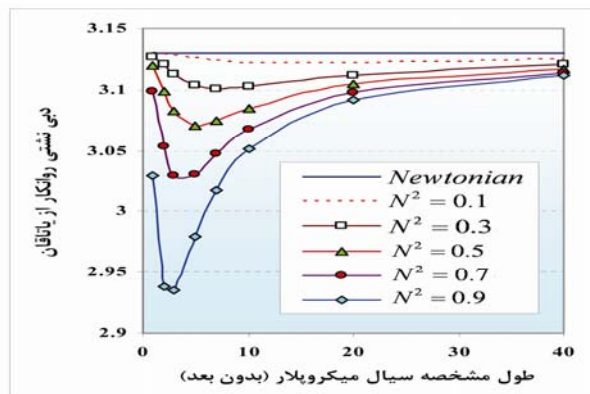 3.15
3.1
3.05
3
2.95
2.9
دبی نشتی روانکار از یاتاقان
Newtonian
N² = 0.1
N² = 0.3
N² = 0.5
N² = 0.7
N² = 0.9
0 10 20 30 40
طول مشخصه سیال میکروپلار (بدون بعد)